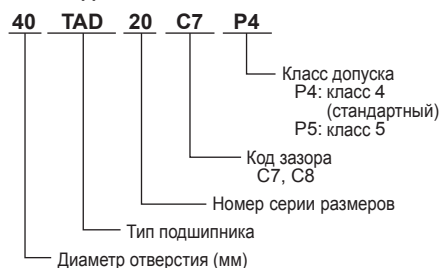 40 TAD 20 C7 P4
Класс допуска
P4: класс 4
(стандартный)
P5: класс 5
Код зазора
C7, C8
Номер серии размеров
Тип подшипника
Диаметр отверстия (мм)